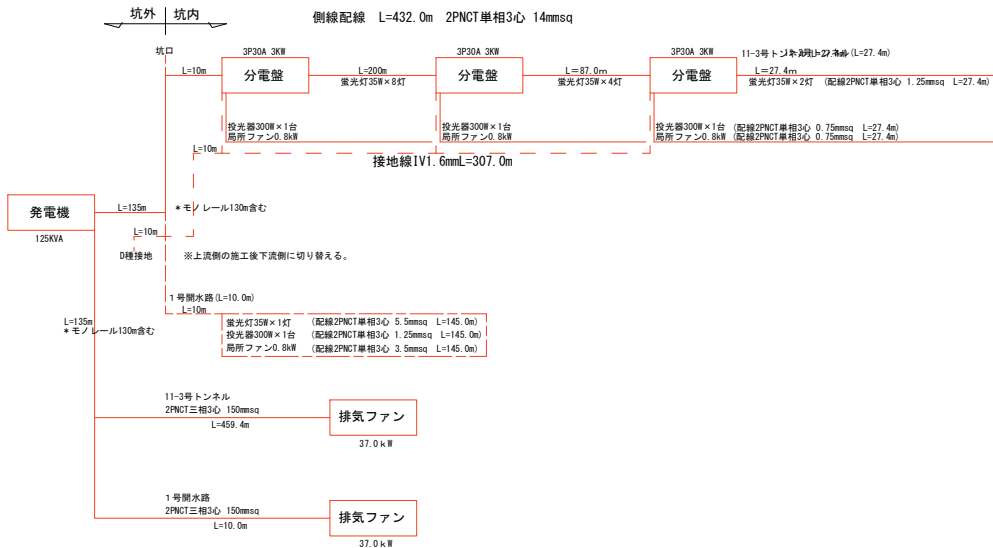 側線配線 L=432.0m 2PNCT単相3心 14mmsq
坑外 坑内
坑口
3P30A 3KW
3P30A 3KW
3P30A 3KW
11-3号トンネル(L=27.4m)
L=10m
分電盤
L=200m
蛍光灯35W×8灯
分電盤
L=87.0m
蛍光灯35W×4灯
分電盤
L=27.4m
蛍光灯35W×2灯 (配線2PNCT単相3心 1.25mmsq L=27.4m)
投光器300W×1台
局所ファン0.8kW
投光器300W×1台
局所ファン0.8kW
投光器300W×1台 (配線2PNCT単相3心 0.75mmsq L=27.4m)
局所ファン0.8kW (配線2PNCT単相3心 0.75mmsq L=27.4m)
L=10m
接地線IV1.6mmL=307.0m
発電機
125KVA
L=135m
*モノレール130m含む
L=10m
D種接地
※上流側の施工後下流側に切り替える。
1号開水路(L=10.0m)
L=10m
L=135m
*モノレール130m含む
蛍光灯35W×1灯 (配線2PNCT単相3心 5.5mmsq L=145.0m)
投光器300W×1台 (配線2PNCT単相3心 1.25mmsq L=145.0m)
局所ファン0.8kW (配線2PNCT単相3心 3.5mmsq L=145.0m)
11-3号トンネル
2PNCT三相3心 150mmsq
L=459.4m
排気ファン
37.0kW
1号開水路
2PNCT三相3心 150mmsq
L=10.0m
排気ファン
37.0kW